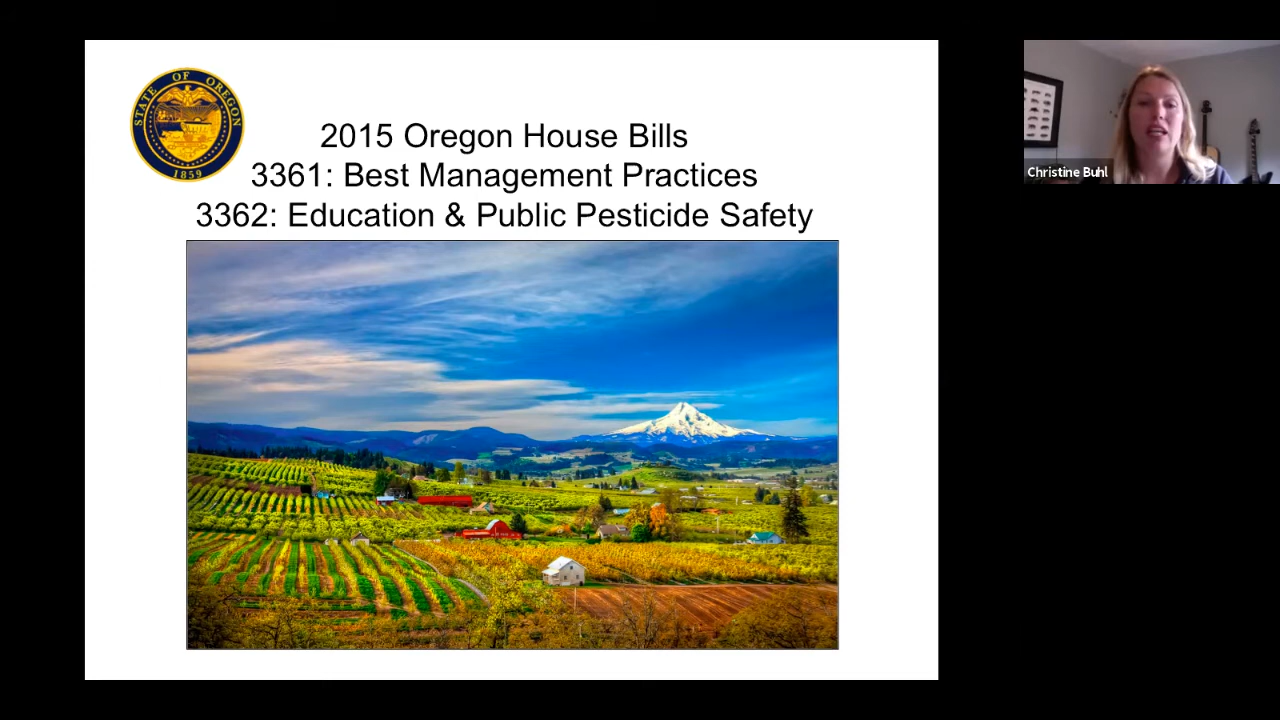 STATE OF OREGON
1859
2015 Oregon House Bills
3361: Best Management Practices
3362: Education & Public Pesticide Safety
Christine Buhl